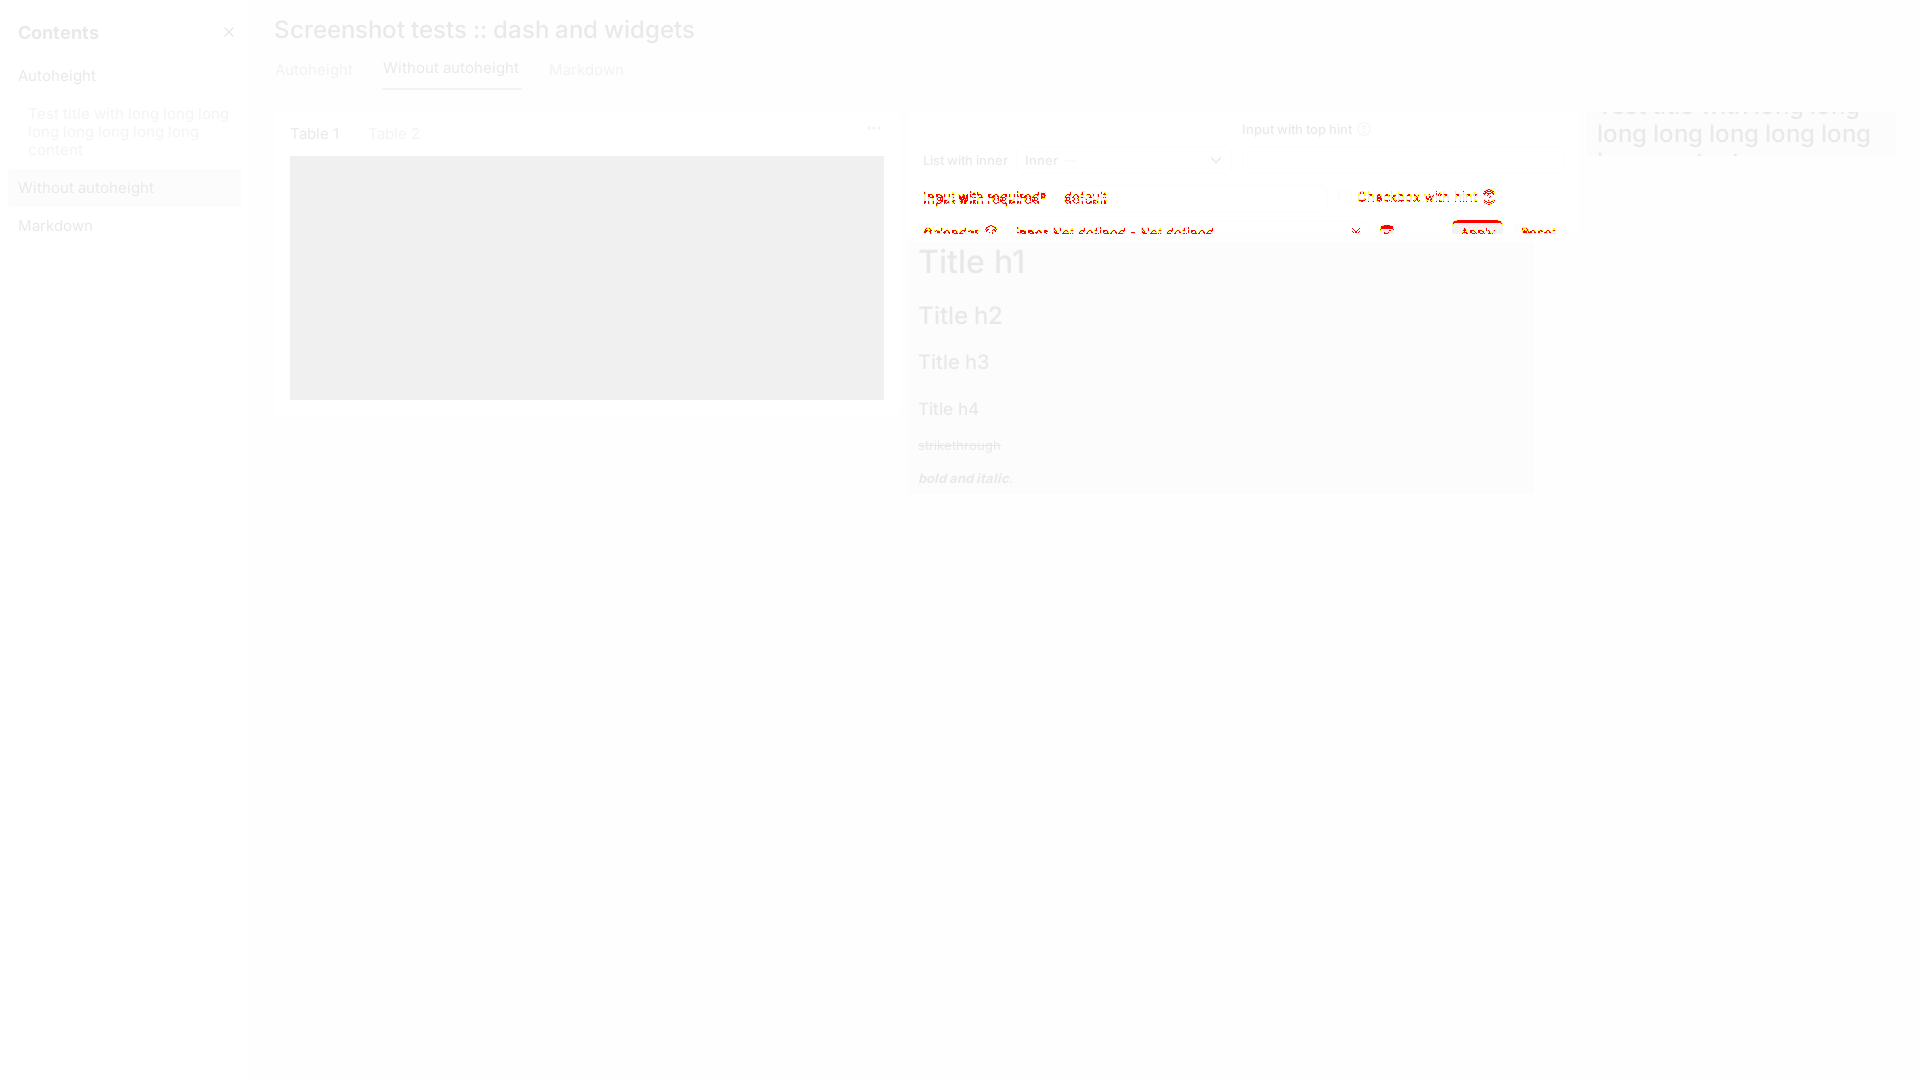 Contents
Autoheight
Test title with long long long
long long long long long
content
Without autoheight
Markdown
Screenshot tests :: dash and widgets
Autoheight
Without autoheight
Markdown
Table 1
Table 2
Input with top hint
List with inner
Inner —
Input with required*
default
Checkbox with hint
Calendar
Inner Not defined - Not defined
Apply
Reset
Title h1
Title h2
Title h3
Title h4
strikethrough
bold and italic.
Test title with long long
long long long long long